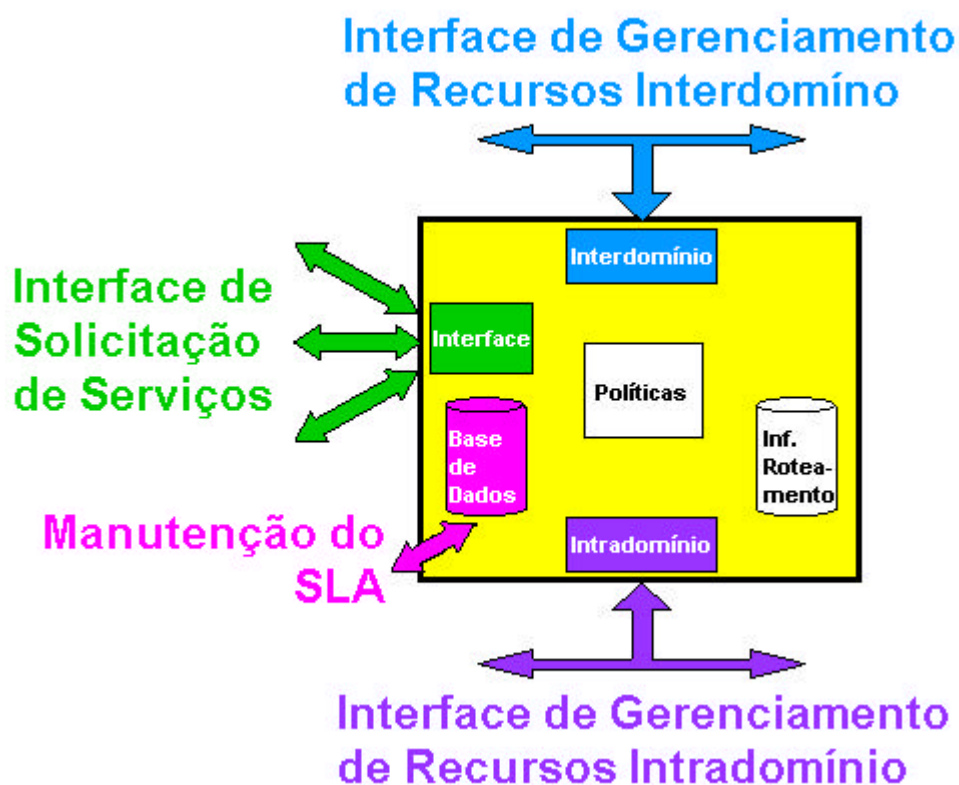 Interface de Gerenciamento
de Recursos Interdomíno
Interdomínio
Interface de
Solicitação
de Serviços
Interface
Políticas
Base
de
Dados
Inf.
Rotea-
mento
Manutenção do
SLA
Intradomínio
Interface de Gerenciamento
de Recursos Intradomínio